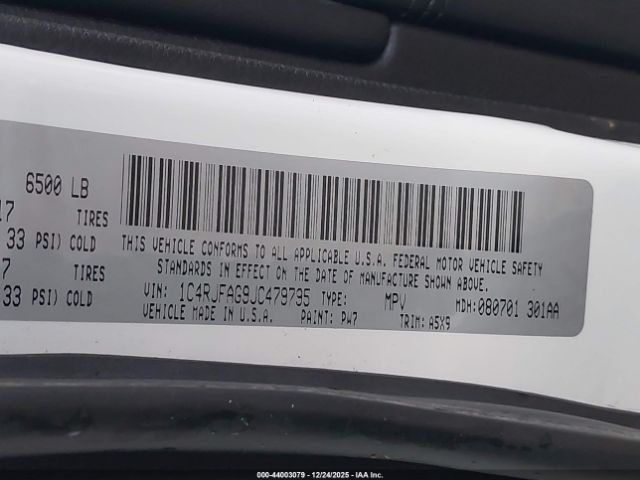 6500 LB
17 TIRES
33 PSI) COLD
7 TIRES
33 PSI) COLD
THIS VEHICLE CONFORMS TO ALL APPLICABLE U.S.A. FEDERAL MOTOR VEHICLE SAFETY
STANDARDS IN EFFECT ON THE DATE OF MANUFACTURE SHOWN ABOVE.
VIN: 1C4RJFAG9JC479795 TYPE: MPV MDH:080701 301AA
VEHICLE MADE IN U.S.A. PAINT: PW7 TRIM: A5X9
000-44003079 — 12/24/2025 — IAA Inc.